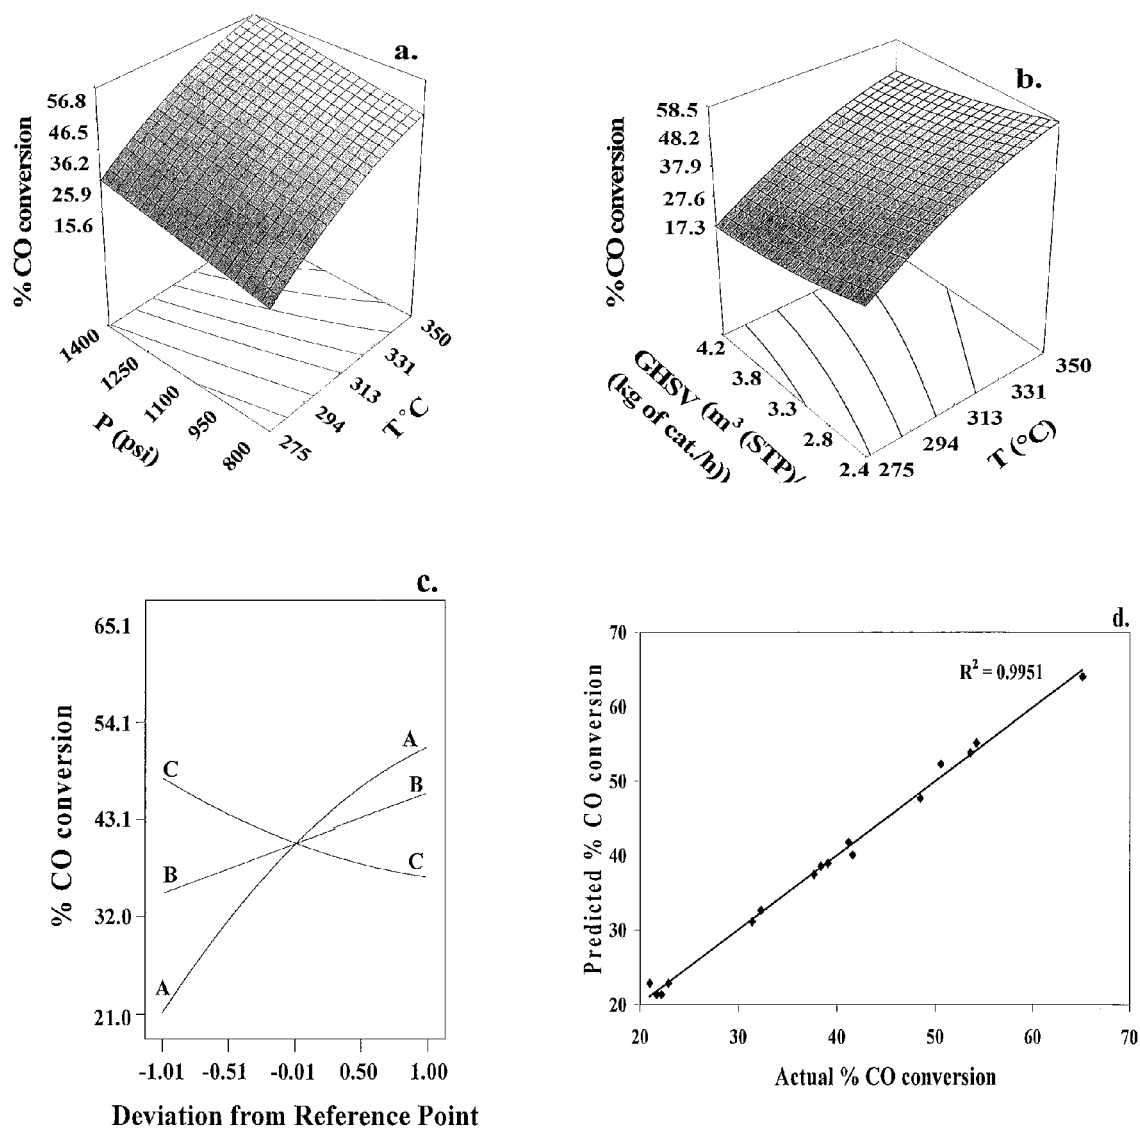 a.
% CO conversion
56.8
46.5
36.2
25.9
15.6
1400
1250
1100
950
800
P (psi)
275
294
313
331
350
T °C
b.
%CO conversion
58.5
48.2
37.9
27.6
17.3
4.2
3.8
3.3
2.8
2.4
GHSV (m³ (STP)/
(kg of cat./h))
275
294
313
331
350
T (°C)
c.
% CO conversion
65.1
54.1
43.1
32.0
21.0
A
B
C
C
B
A
-1.01 -0.51 -0.01 0.50 1.00
Deviation from Reference Point
d.
R² = 0.9951
Predicted % CO conversion
70
60
50
40
30
20
20 30 40 50 60 70
Actual % CO conversion